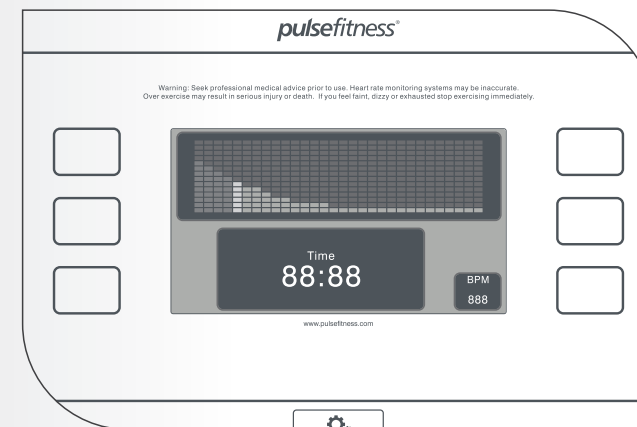 pulsefitness®
Warning: Seek professional medical advice prior to use. Heart rate monitoring systems may be inaccurate.
Over exercise may result in serious injury or death. If you feel faint, dizzy or exhausted stop exercising immediately.
Time
88:88
BPM
888
www.pulsefitness.com